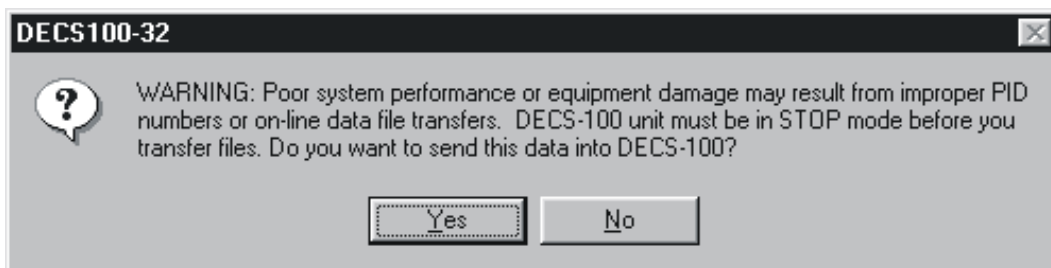 DECS100-32
WARNING: Poor system performance or equipment damage may result from improper PID
numbers or on-line data file transfers.  DECS-100 unit must be in STOP mode before you
transfer files. Do you want to send this data into DECS-100?
Yes
No